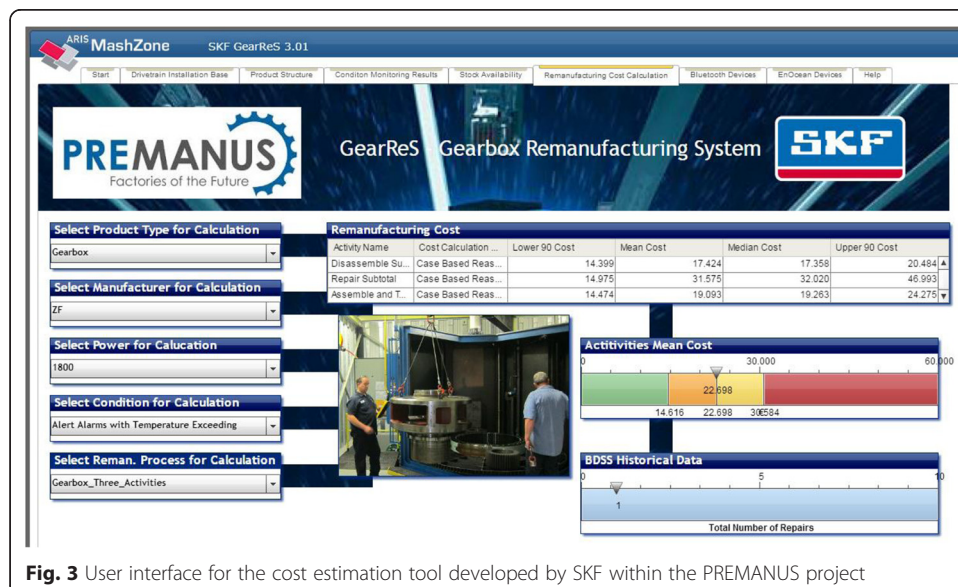 ARIS MashZone SKF GearReS 3.01
Start Drivetrain Installation Base Product Structure Conditon Monitoring Results Stock Availability Remanufacturing Cost Calculation Bluetooth Devices EnOcean Devices Help
PREMANUS
Factories of the Future
GearReS Gearbox Remanufacturing System
SKF
Select Product Type for Calculation
Gearbox
Select Manufacturer for Calculation
ZF
Select Power for Calucation
1800
Select Condition for Calculation
Alert Alarms with Temperature Exceeding
Select Reman. Process for Calculation
Gearbox_Three_Activities
Remanufacturing Cost
Activity Name Cost Calculation ... Lower 90 Cost Mean Cost Median Cost Upper 90 Cost
Disassemble Su... Case Based Reas... 14.399 17.424 17.358 20.484
Repair Subtotal Case Based Reas... 14.975 31.575 32.020 46.993
Assemble and T... Case Based Reas... 14.474 19.093 19.263 24.275
Actitivities Mean Cost
0 30.000 60.000
22.698
14.616 22.698 30.584
BDSS Historical Data
0 5 10
1
Total Number of Repairs
Fig. 3 User interface for the cost estimation tool developed by SKF within the PREMANUS project